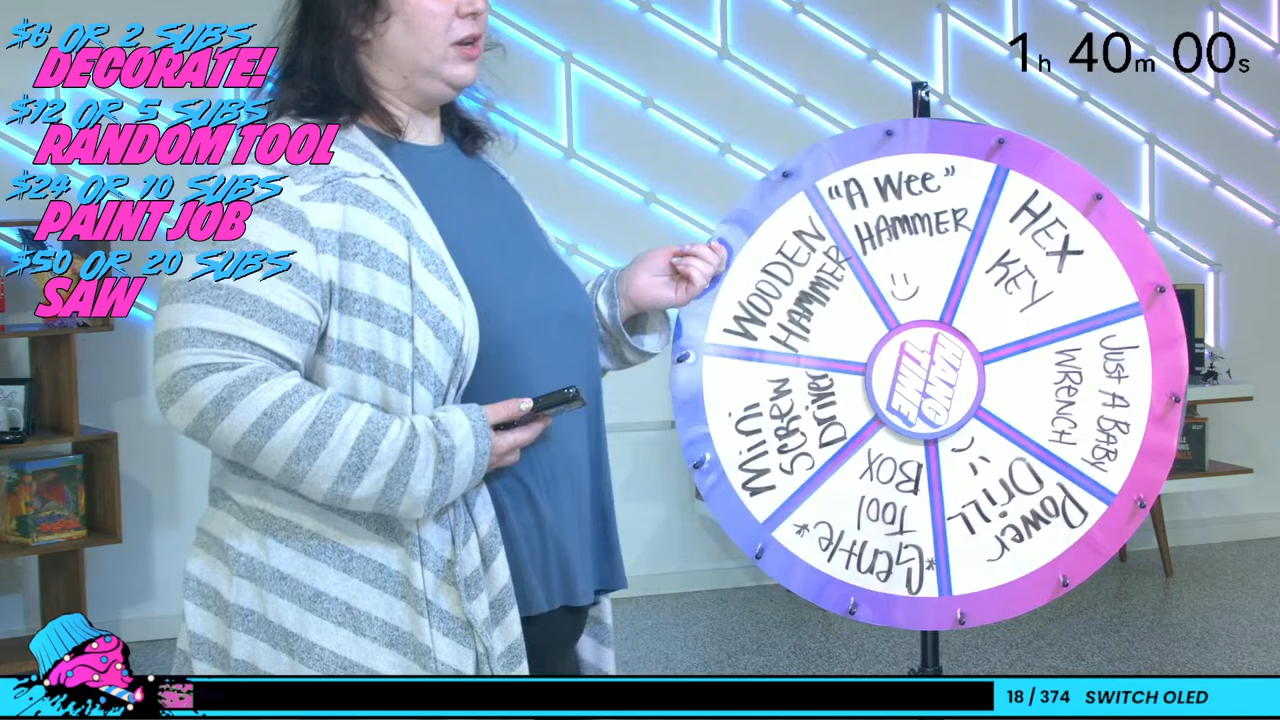 $6 OR 2 SUBS
DECORATE!
$12 OR 5 SUBS
RANDOM TOOL
$24 OR 10 SUBS
PAINT JOB
$50 OR 20 SUBS
SAW
1h 40m 00s
"A Wee"
HAMMER
HEX
KEY
JUST A BABY
WRENCH
POWER
DRILL
*Gentle*
TOOL
BOX
Mini
SCREW
Driver
WOODEN
HAMMER
HANG
TIME!
18 / 374 SWITCH OLED